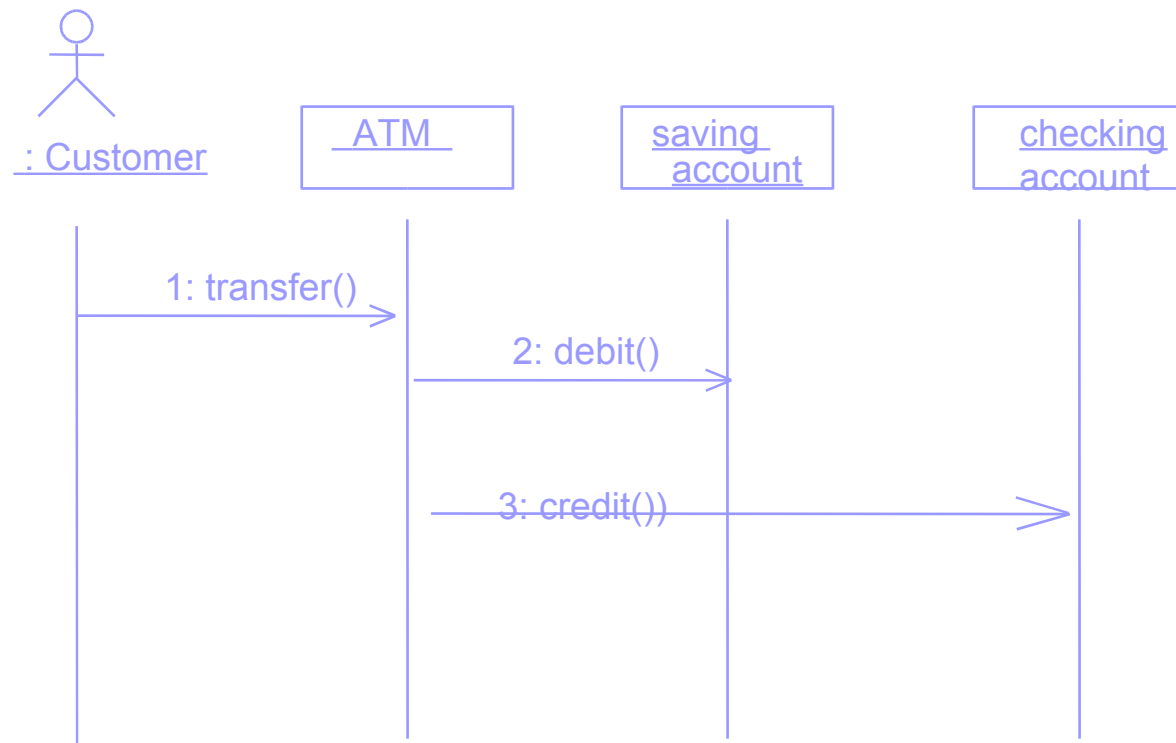 : Customer
ATM
saving
account
checking
account
1: transfer()
2: debit()
3: credit())